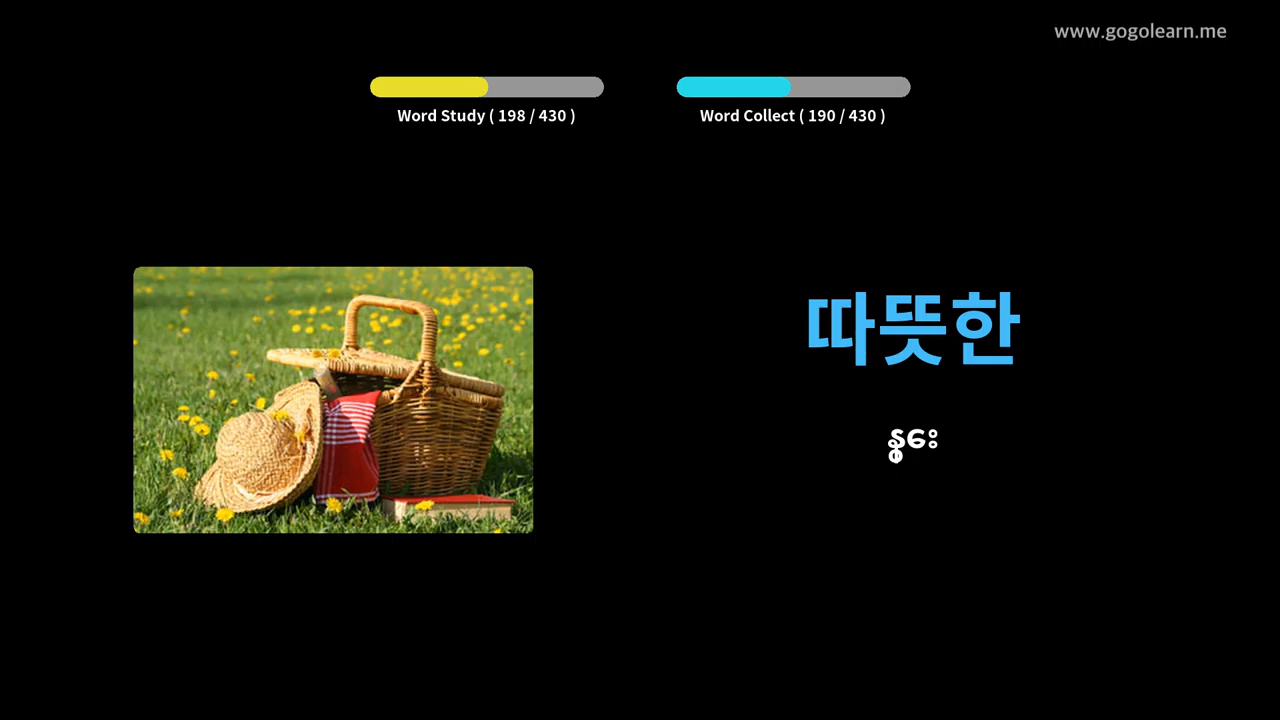 www.gogolearn.me
Word Study ( 198 / 430 )
Word Collect ( 190 / 430 )
따뜻한
နွေး